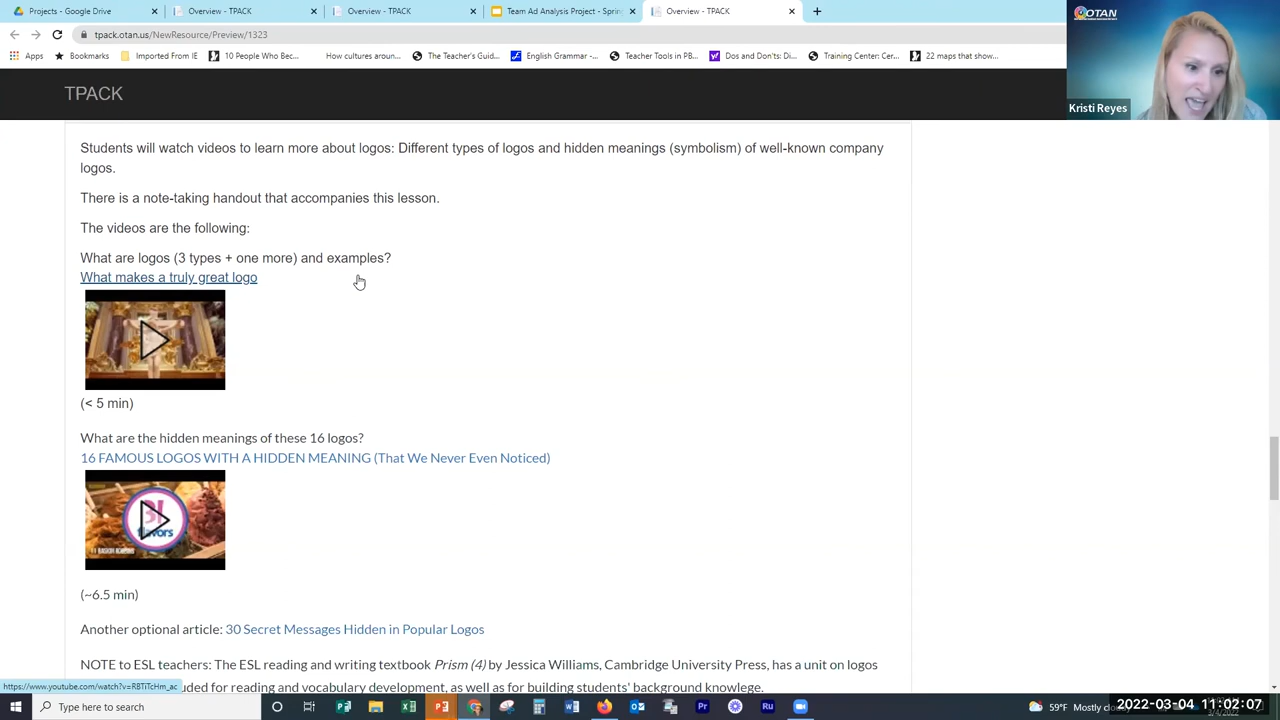 Projects - Google Drive
Overview - TPACK
Overview - TPACK
Team Ad Analysis Project - Sprin
Overview - TPACK
OTAN
tpack.otan.us/NewResource/Preview/1323
Apps
Bookmarks
Imported From IE
10 People Who Bec...
How cultures aroun...
The Teacher's Guid...
English Grammar -...
Teacher Tools in PB...
Dos and Don'ts: Di...
Training Center: Cer...
22 maps that show...
Kristi Reyes
TPACK
Students will watch videos to learn more about logos: Different types of logos and hidden meanings (symbolism) of well-known company
logos.
There is a note-taking handout that accompanies this lesson.
The videos are the following:
What are logos (3 types + one more) and examples?
What makes a truly great logo
(< 5 min)
What are the hidden meanings of these 16 logos?
16 FAMOUS LOGOS WITH A HIDDEN MEANING (That We Never Even Noticed)
31
flavors
(~6.5 min)
Another optional article: 30 Secret Messages Hidden in Popular Logos
NOTE to ESL teachers: The ESL reading and writing textbook Prism (4) by Jessica Williams, Cambridge University Press, has a unit on logos
uded for reading and vocabulary development, as well as for building students' background knowlege.
https://www.youtube.com/watch?v=RBTiTcHm_ac
Type here to search
59°F Mostly clou
2022-03-04 11:02:07